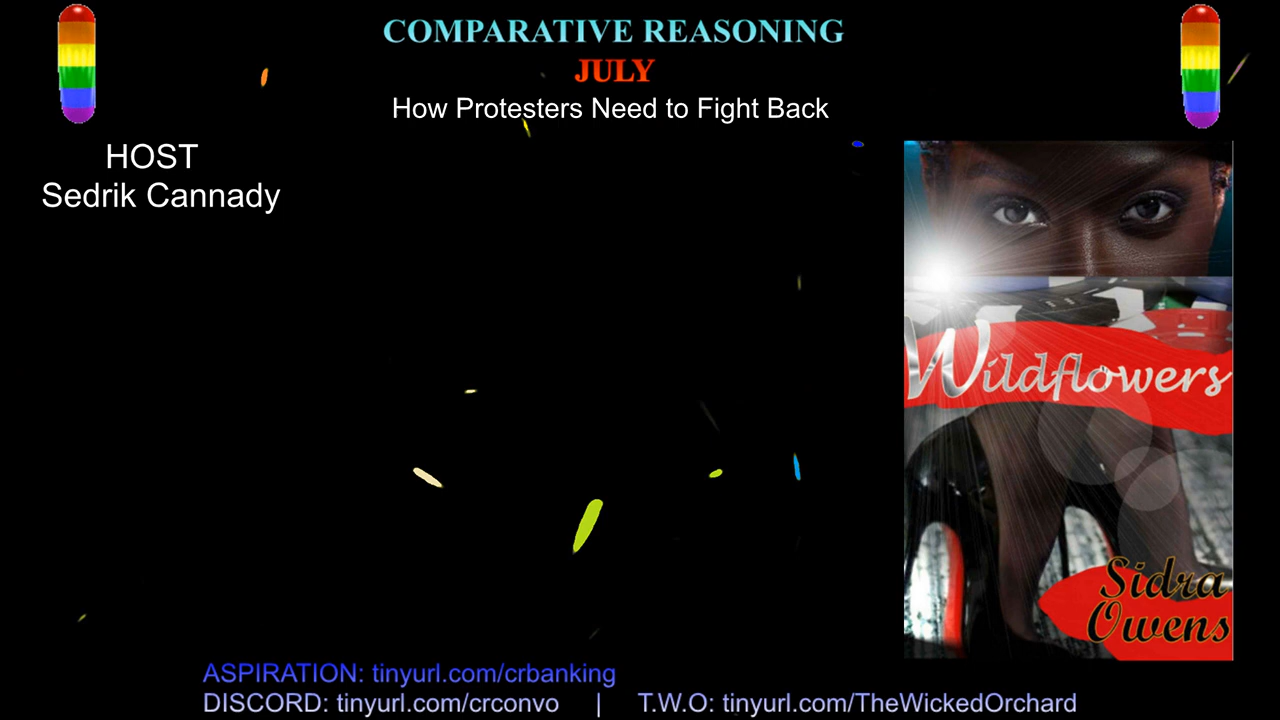 COMPARATIVE REASONING
JULY
How Protesters Need to Fight Back
HOST
Sedrik Cannady
Wildflowers
Sidra
Owens
ASPIRATION: tinyurl.com/crbanking
DISCORD: tinyurl.com/crconvo | T.W.O: tinyurl.com/TheWickedOrchard